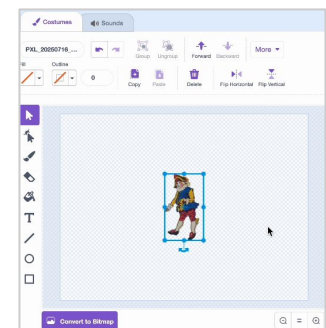 Costumes
Sounds
PXL_20250716_...
Group
Ungroup
Forward
Backward
More
Fill
Outline
0
Copy
Paste
Delete
Flip Horizontal
Flip Vertical
T
Convert to Bitmap
=